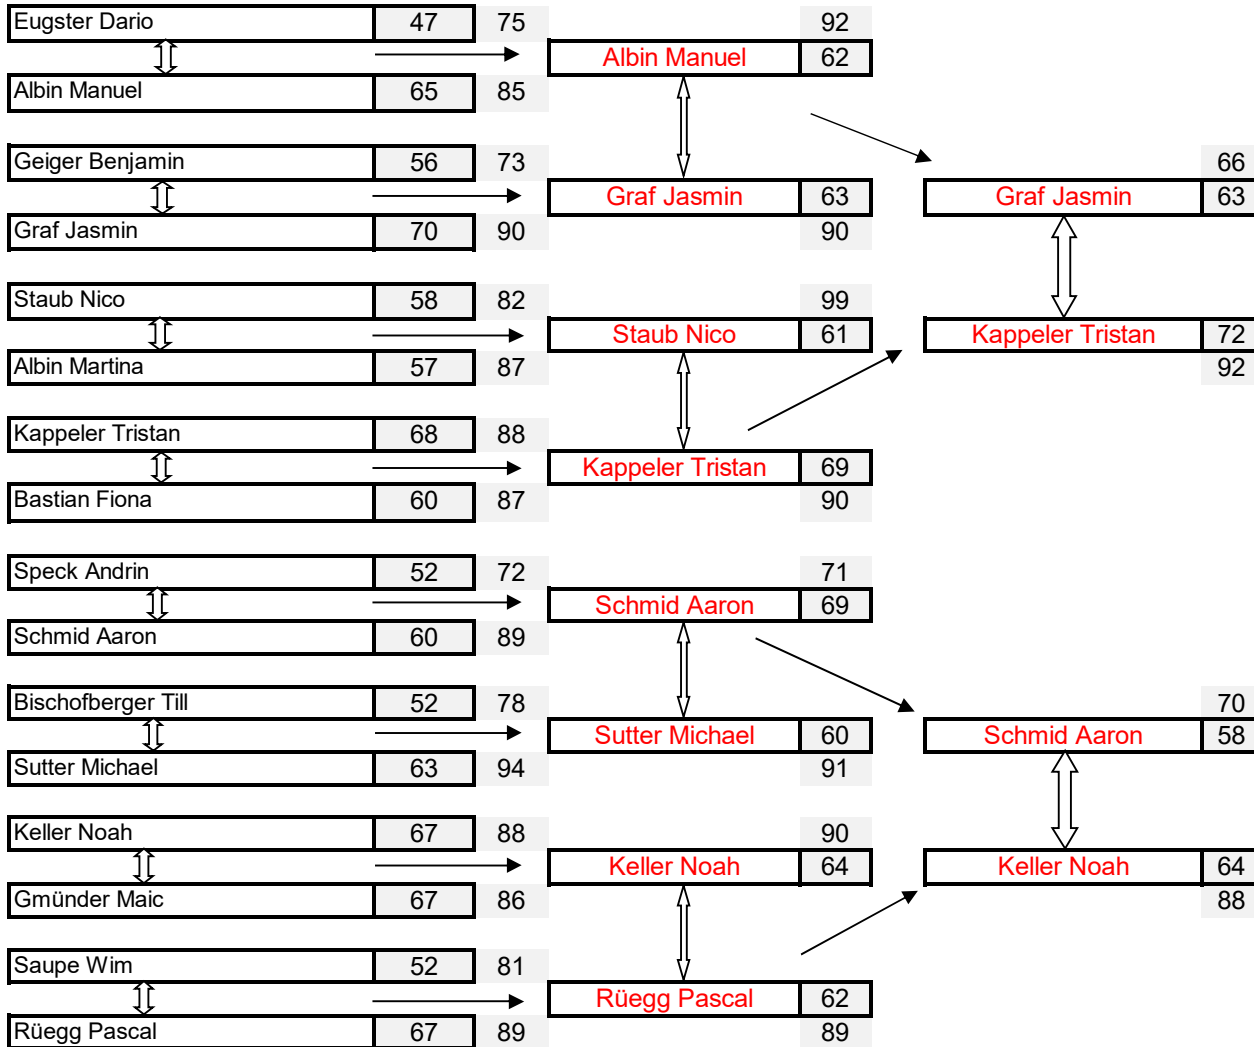 Eugster Dario 47 75 92
Albin Manuel 62
Albin Manuel 65 85
Geiger Benjamin 56 73 66
Graf Jasmin 63 Graf Jasmin 63
Graf Jasmin 70 90 90
Staub Nico 58 82 99
Staub Nico 61 Kappeler Tristan 72
Albin Martina 57 87 92
Kappeler Tristan 68 88
Kappeler Tristan 69
Bastian Fiona 60 87 90
Speck Andrin 52 72 71
Schmid Aaron 69
Schmid Aaron 60 89
Bischofberger Till 52 78 70
Sutter Michael 60 Schmid Aaron 58
Sutter Michael 63 94 91
Keller Noah 67 88 90
Keller Noah 64 Keller Noah 64
Gmünder Maic 67 86 88
Saupe Wim 52 81
Rüegg Pascal 62
Rüegg Pascal 67 89 89